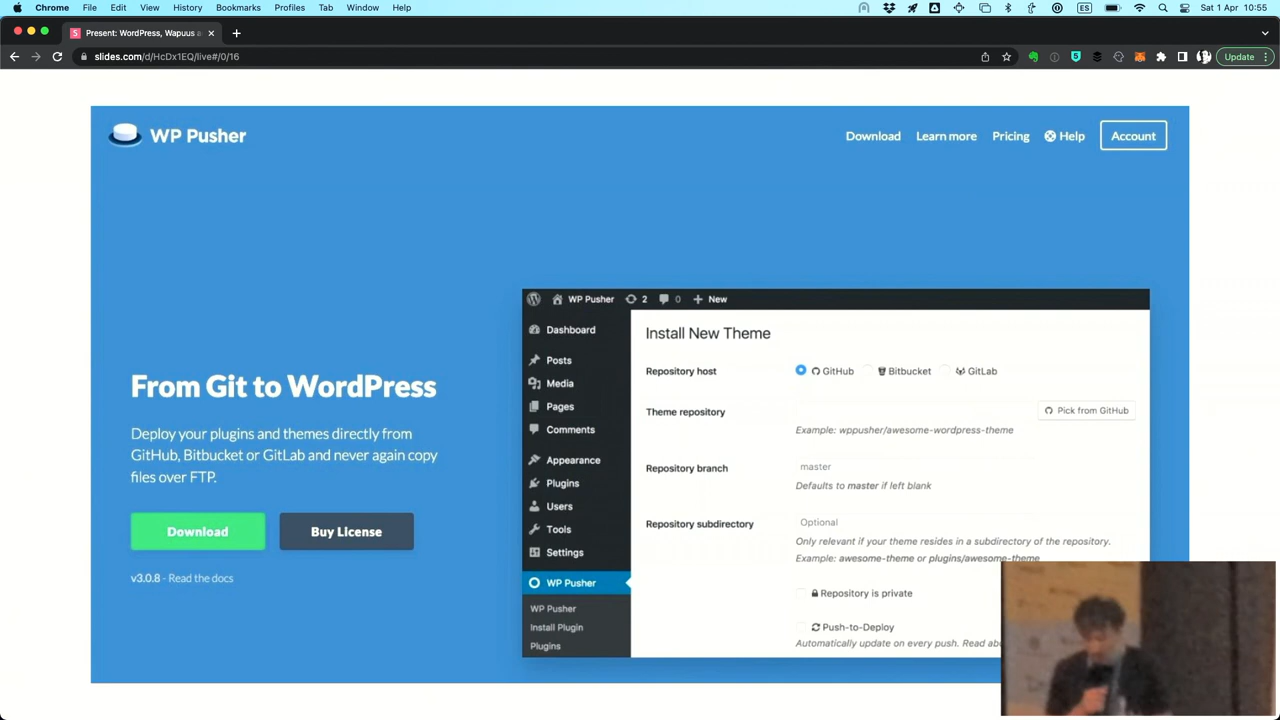 Chrome File Edit View History Bookmarks Profiles Tab Window Help ES Sat 1 Apr 10:55
Present: WordPress, Wapuus a
slides.com/d/HcDx1EQ/live#/0/16 Update
WP Pusher Download Learn more Pricing Help Account
WP Pusher 2 0 New
Install New Theme
Dashboard
Posts
Media
Pages
Comments
Appearance
Plugins
Users
Tools
Settings
WP Pusher
WP Pusher
Install Plugin
Plugins
Repository host GitHub Bitbucket GitLab
Theme repository Pick from GitHub
Example: wppusher/awesome-wordpress-theme
Repository branch master
Defaults to master if left blank
Repository subdirectory Optional
Only relevant if your theme resides in a subdirectory of the repository.
Example: awesome-theme or plugins/awesome-theme
Repository is private
Push-to-Deploy
Automatically update on every push. Read abo
From Git to WordPress
Deploy your plugins and themes directly from
GitHub, Bitbucket or GitLab and never again copy
files over FTP.
Download Buy License
v3.0.8 - Read the docs